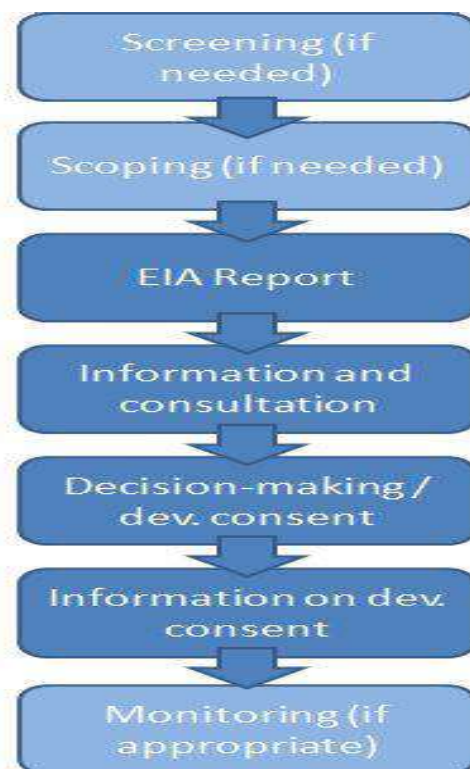 Screening (if
needed)
Scoping (if needed)
EIA Report
Information and
consultation
Decision-making /
dev. consent
Information on dev.
consent
Monitoring (if
appropriate)